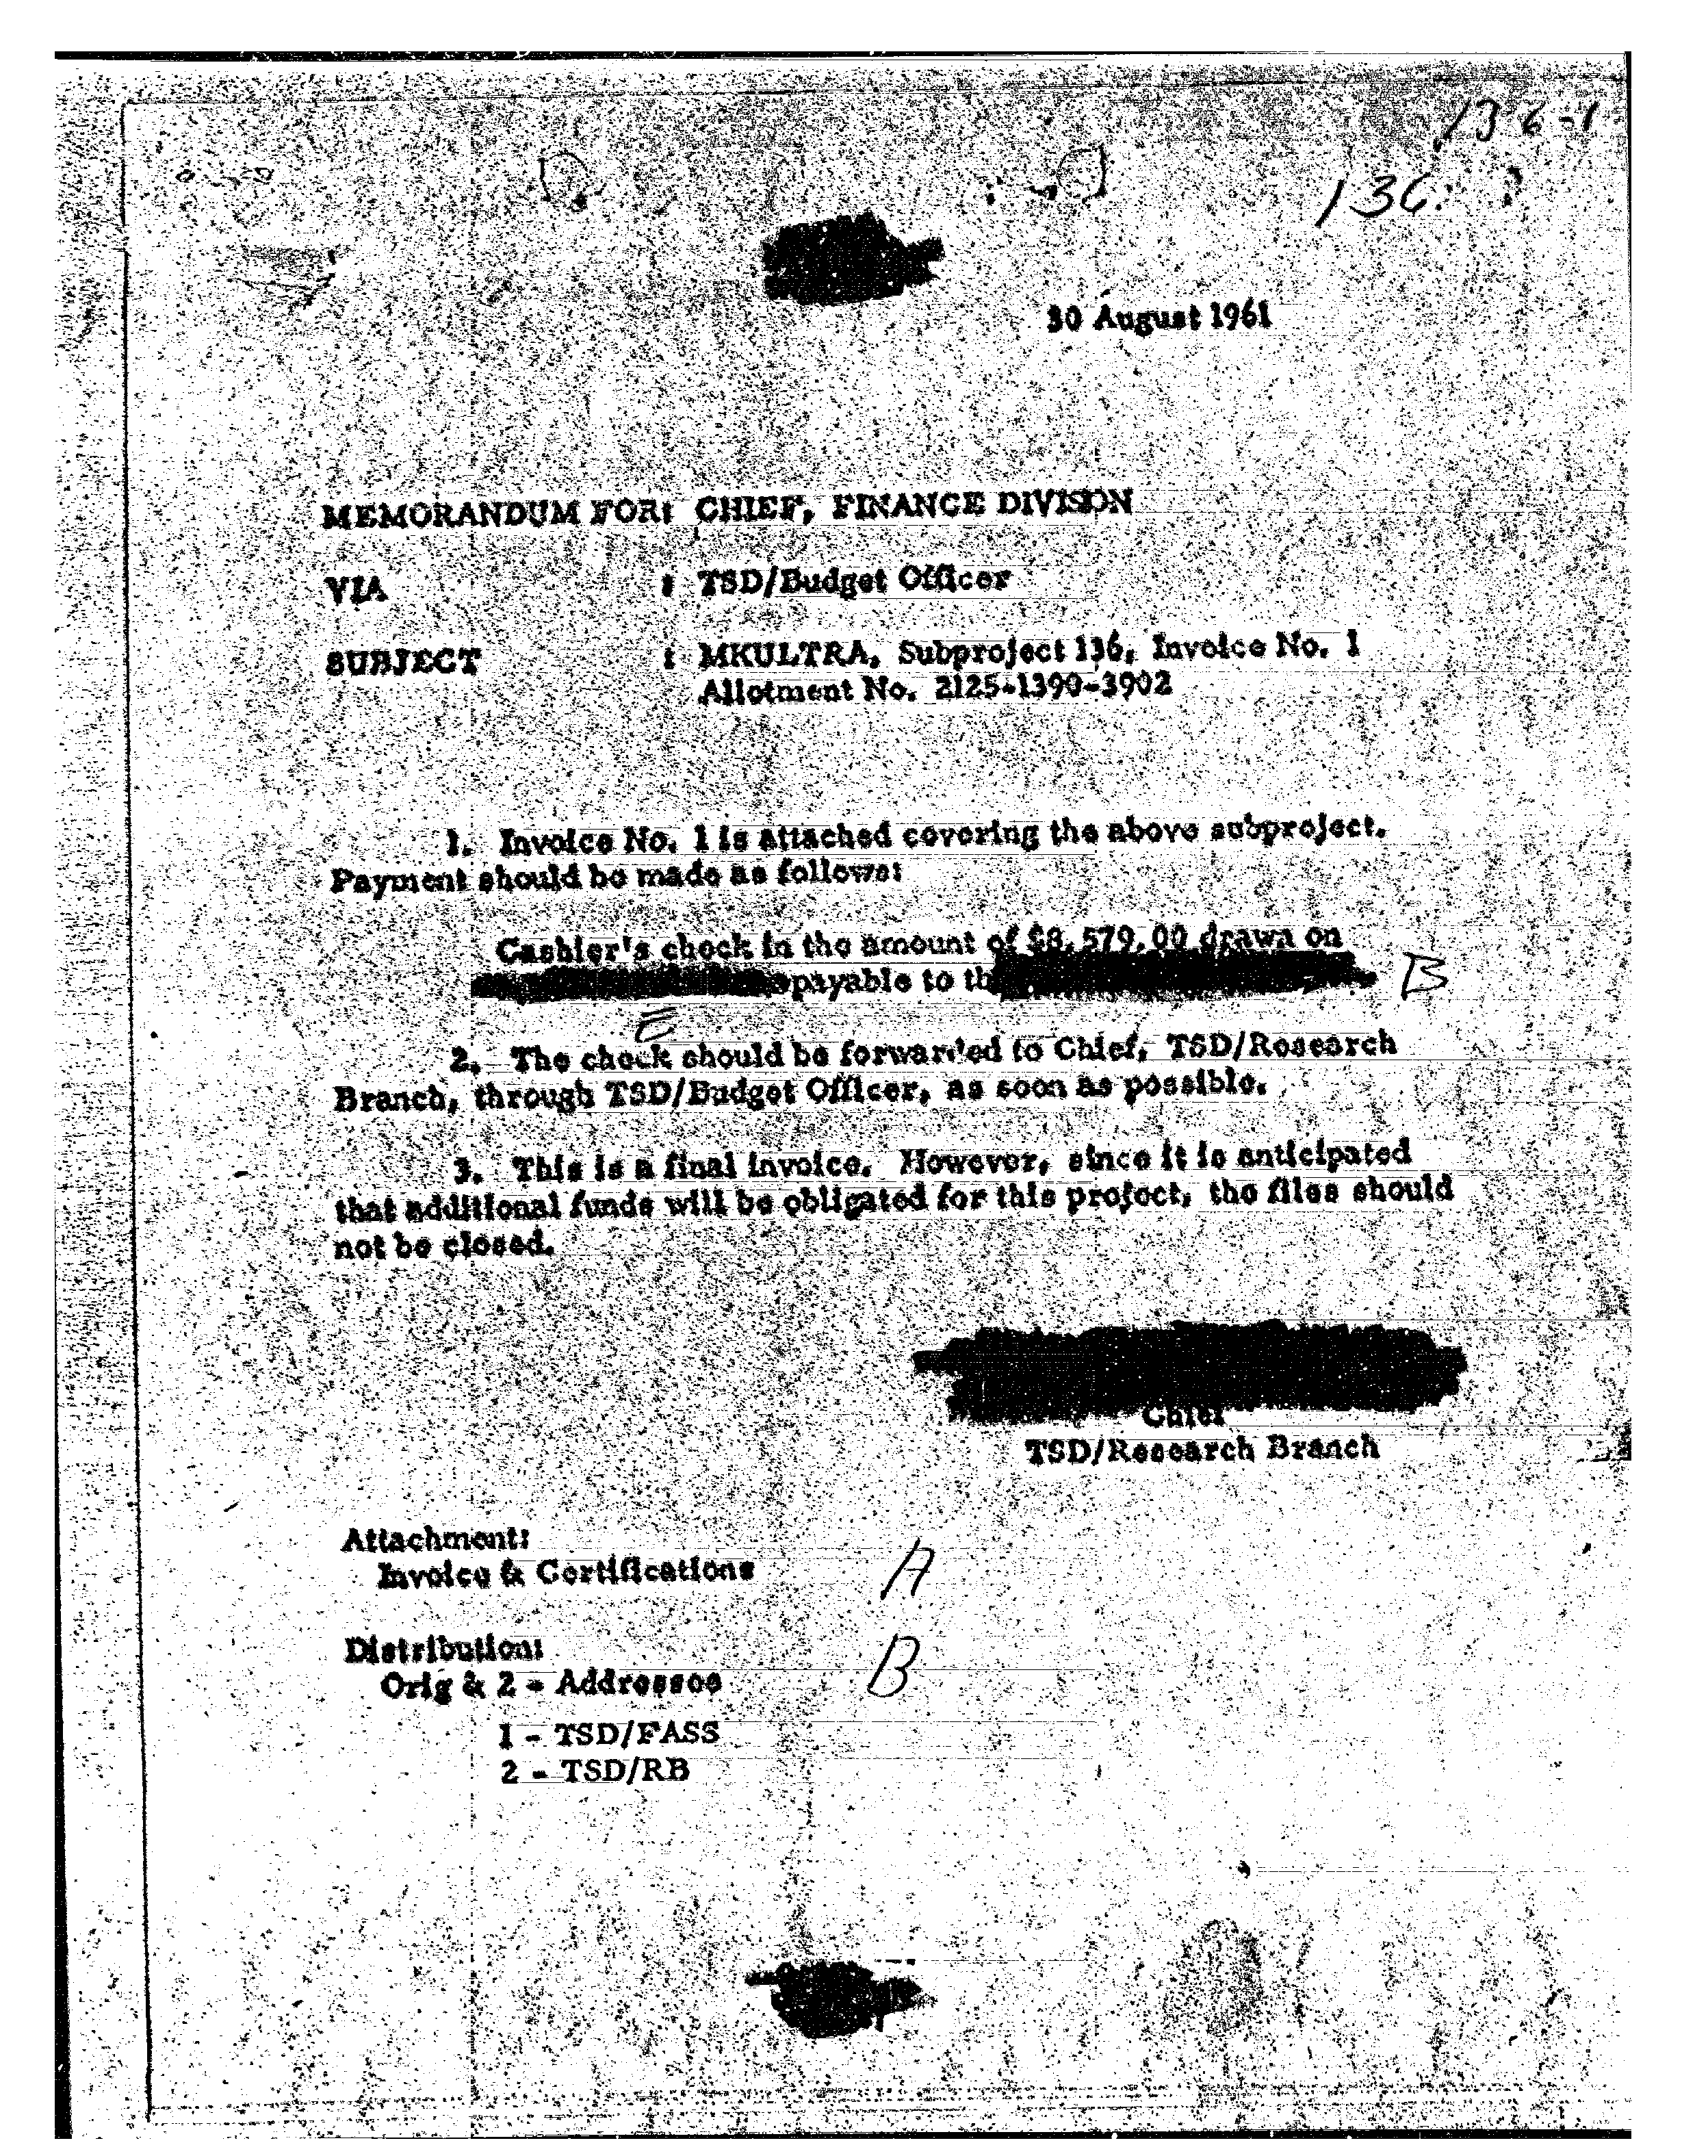 136-1
136
30 August 1961
MEMORANDUM FOR: CHIEF, FINANCE DIVISION
VIA : TSD/Budget Officer
SUBJECT : MKULTRA, Subproject 136, Invoice No. 1
Allotment No. 2125-1390-3902
1. Invoice No. 1 is attached covering the above subproject.
Payment should be made as follows:
Cashier's check in the amount of $8,579.00 drawn on
payable to B
E
2. The check should be forwarded to Chief, TSD/Research
Branch, through TSD/Budget Officer, as soon as possible.
3. This is a final invoice. However, since it is anticipated
that additional funds will be obligated for this project, the files should
not be closed.
Chief
TSD/Research Branch
Attachment:
Invoice & Certifications A
Distribution:
Orig & 2 - Addressee B
1 - TSD/FASS
2 - TSD/RB